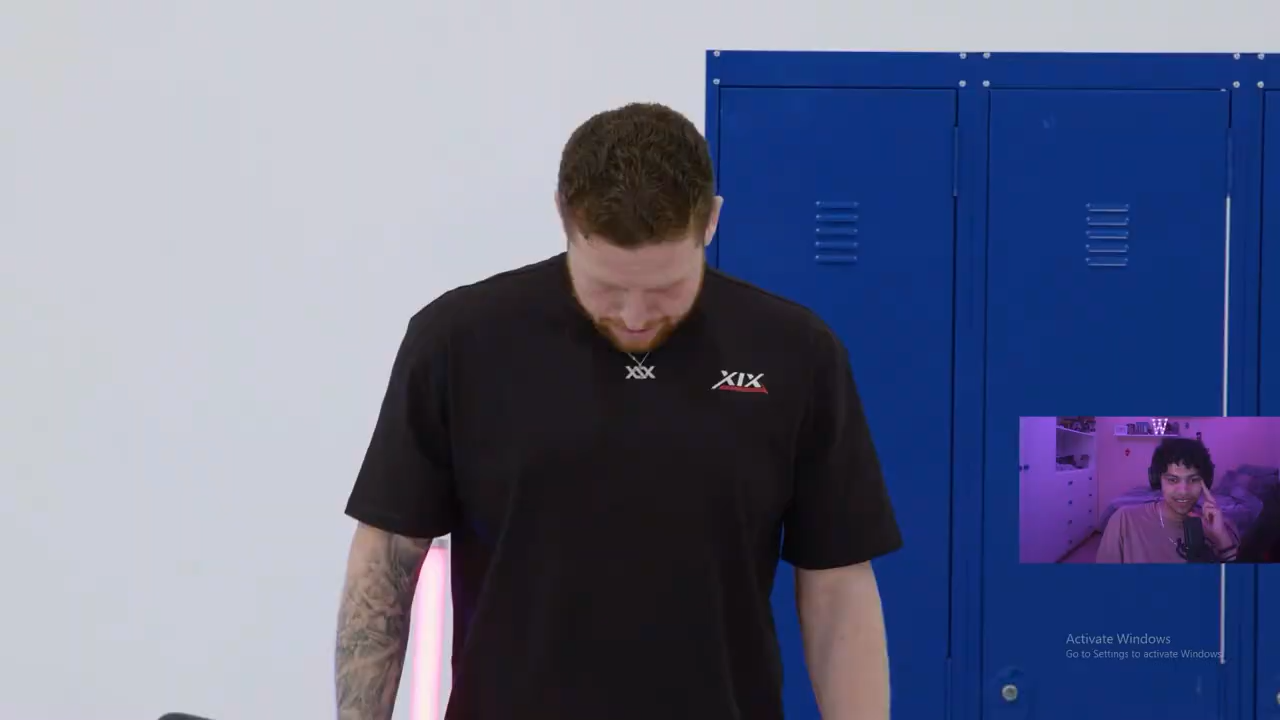 XIX
XIX
W
Activate Windows
Go to Settings to activate Windows.